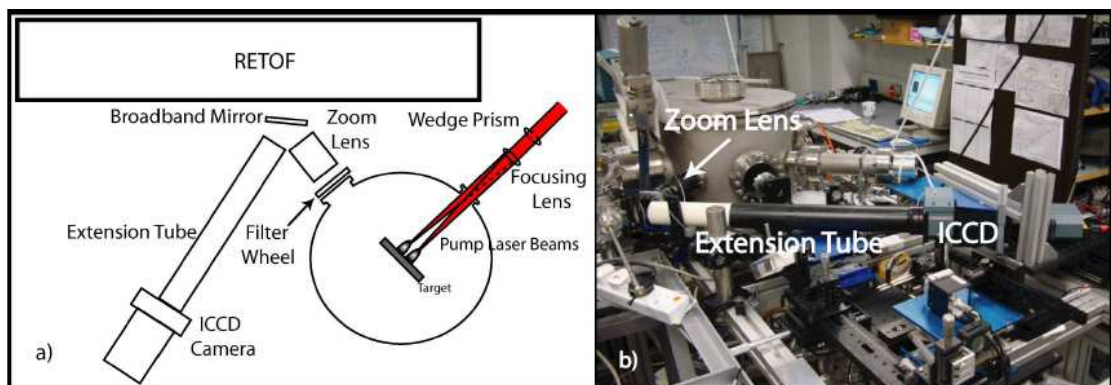 RETOF
Broadband Mirror
Zoom
Lens
Wedge Prism
Focusing
Lens
Extension Tube
Filter
Wheel
Pump Laser Beams
Target
ICCD
Camera
a)
Zoom Lens
Extension Tube
ICCD
b)